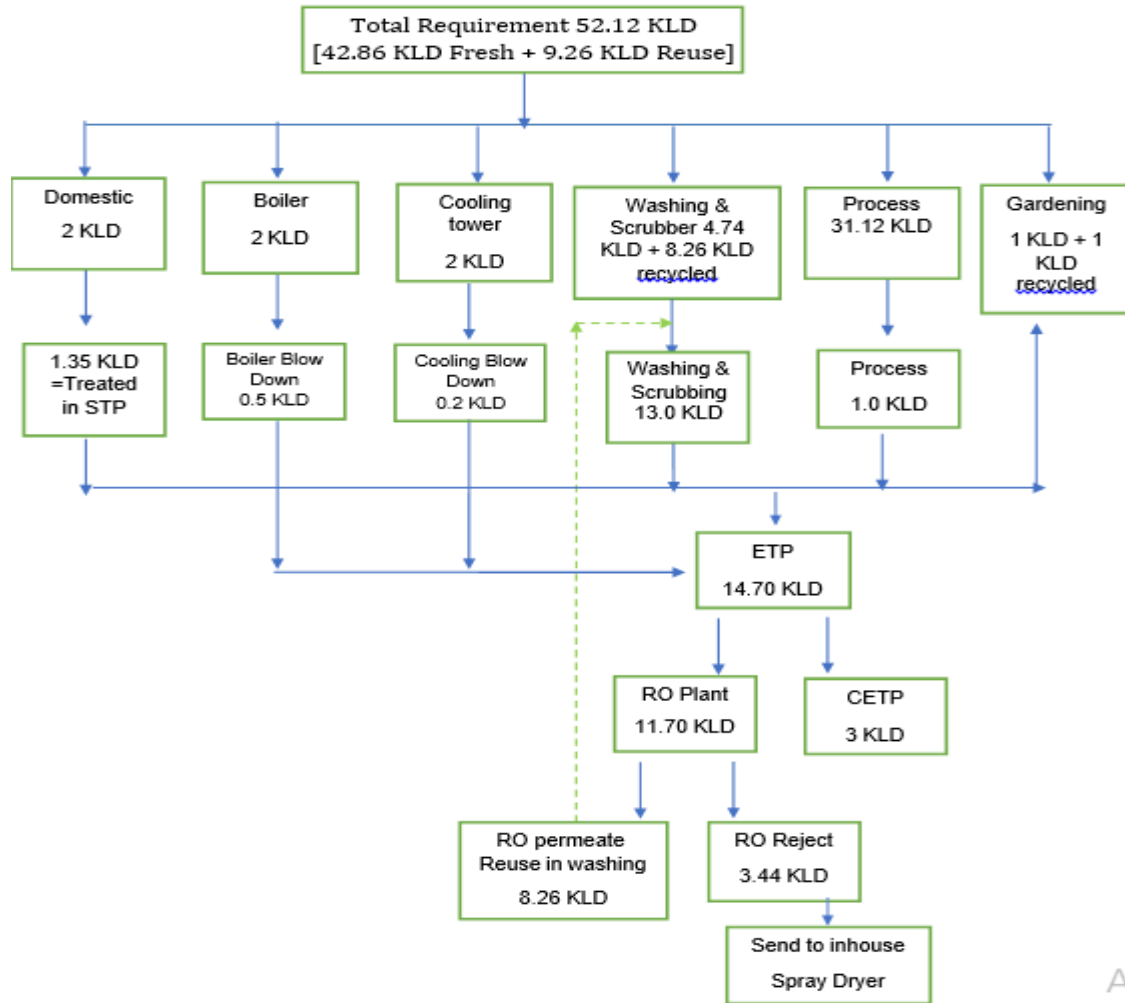 Total Requirement 52.12 KLD
[42.86 KLD Fresh + 9.26 KLD Reuse]
Domestic
2 KLD
Boiler
2 KLD
Cooling
tower
2 KLD
Washing &
Scrubber 4.74
KLD + 8.26 KLD
recycled
Process
31.12 KLD
Gardening
1 KLD + 1
KLD
recycled
1.35 KLD
=Treated
in STP
Boiler Blow
Down
0.5 KLD
Cooling Blow
Down
0.2 KLD
Washing &
Scrubbing
13.0 KLD
Process
1.0 KLD
ETP
14.70 KLD
RO Plant
11.70 KLD
CETP
3 KLD
RO permeate
Reuse in washing
8.26 KLD
RO Reject
3.44 KLD
Send to inhouse
Spray Dryer
A